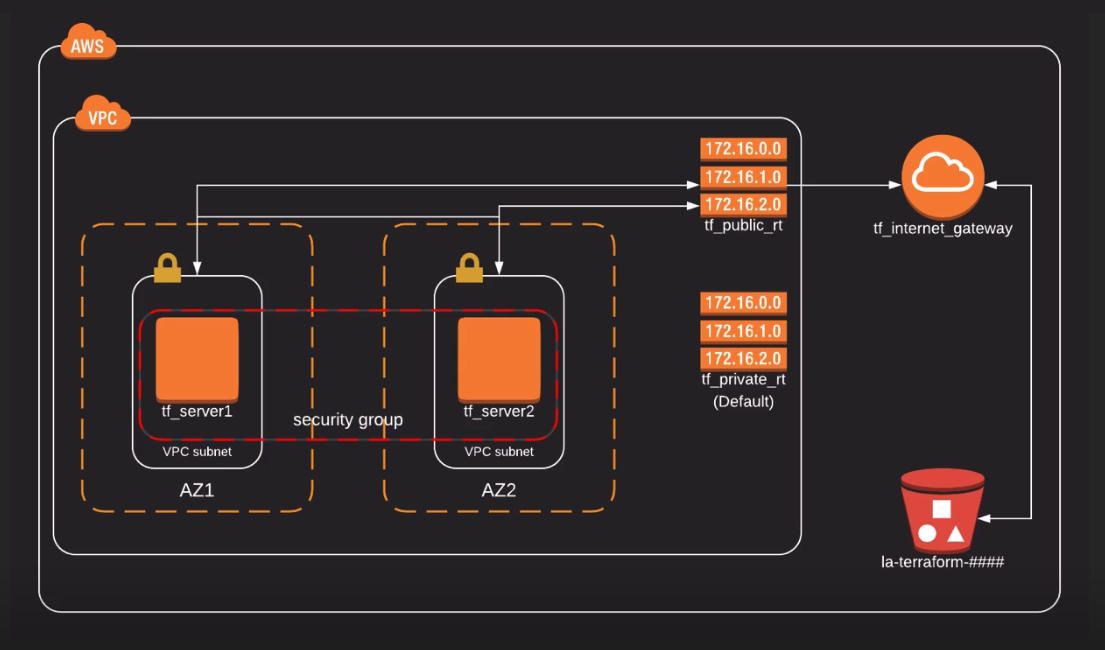 AWS
VPC
172.16.0.0
172.16.1.0
172.16.2.0
tf_public_rt
tf_internet_gateway
172.16.0.0
172.16.1.0
172.16.2.0
tf_private_rt
(Default)
tf_server1
tf_server2
security group
VPC subnet
VPC subnet
AZ1
AZ2
la-terraform-####